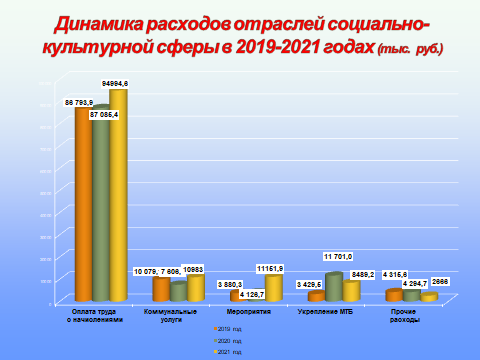 Динамика расходов отраслей социально-
культурной сферы в 2019-2021 годах (тыс. руб.)
94994,6
86 793,9
87 085,4
10 079,
7 606,
10983
3 880,3
4 126,7
11151,9
3 429,5
11 701,0
8489,2
4 315,6
4 294,7
2666
Оплата труда
с начислениями
Коммунальные
услуги
Мероприятия
Укрепление МТБ
Прочие
расходы
2019 год
2020 год
2021 год